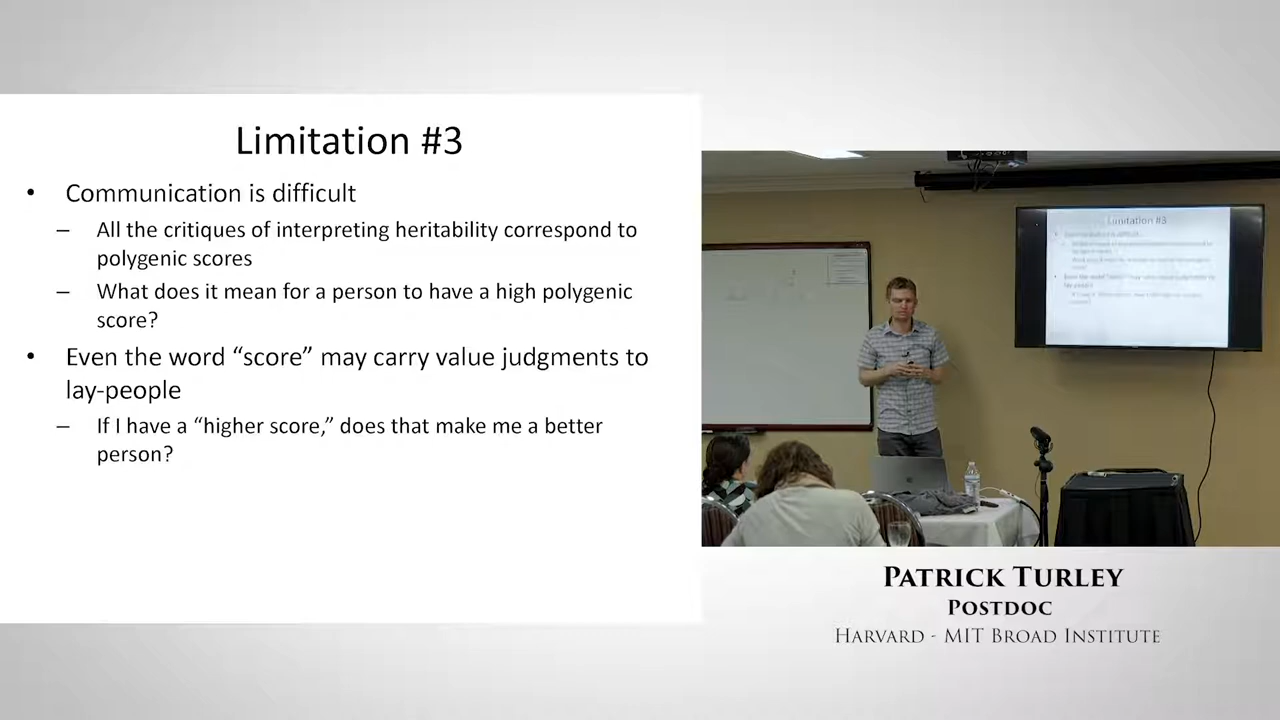 Limitation #3
• Communication is difficult
– All the critiques of interpreting heritability correspond to
polygenic scores
– What does it mean for a person to have a high polygenic
score?
• Even the word “score” may carry value judgments to
lay-people
– If I have a “higher score,” does that make me a better
person?
Limitation #3
PATRICK TURLEY
POSTDOC
HARVARD - MIT BROAD INSTITUTE